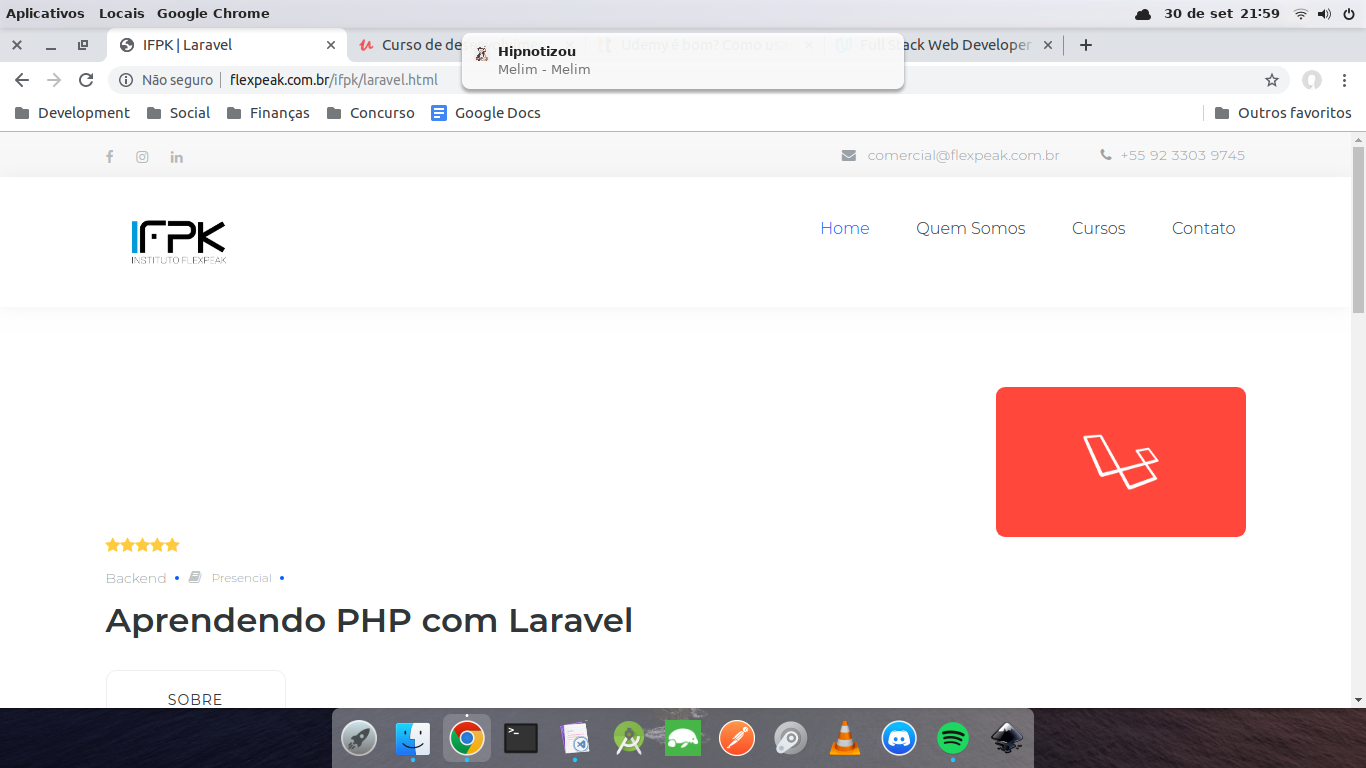 Aplicativos Locais Google Chrome 30 de set 21:59
IFPK | Laravel Curso de de Udemy é bom? Como us Full Stack Web Developer
Hipnotizou
Melim - Melim
Não seguro flexpeak.com.br/ifpk/laravel.html
Development Social Finanças Concurso Google Docs Outros favoritos
comercial@flexpeak.com.br +55 92 3303 9745
IFPK
INSTITUTO FLEXPEAK
Home Quem Somos Cursos Contato
Backend Presencial
Aprendendo PHP com Laravel
SOBRE